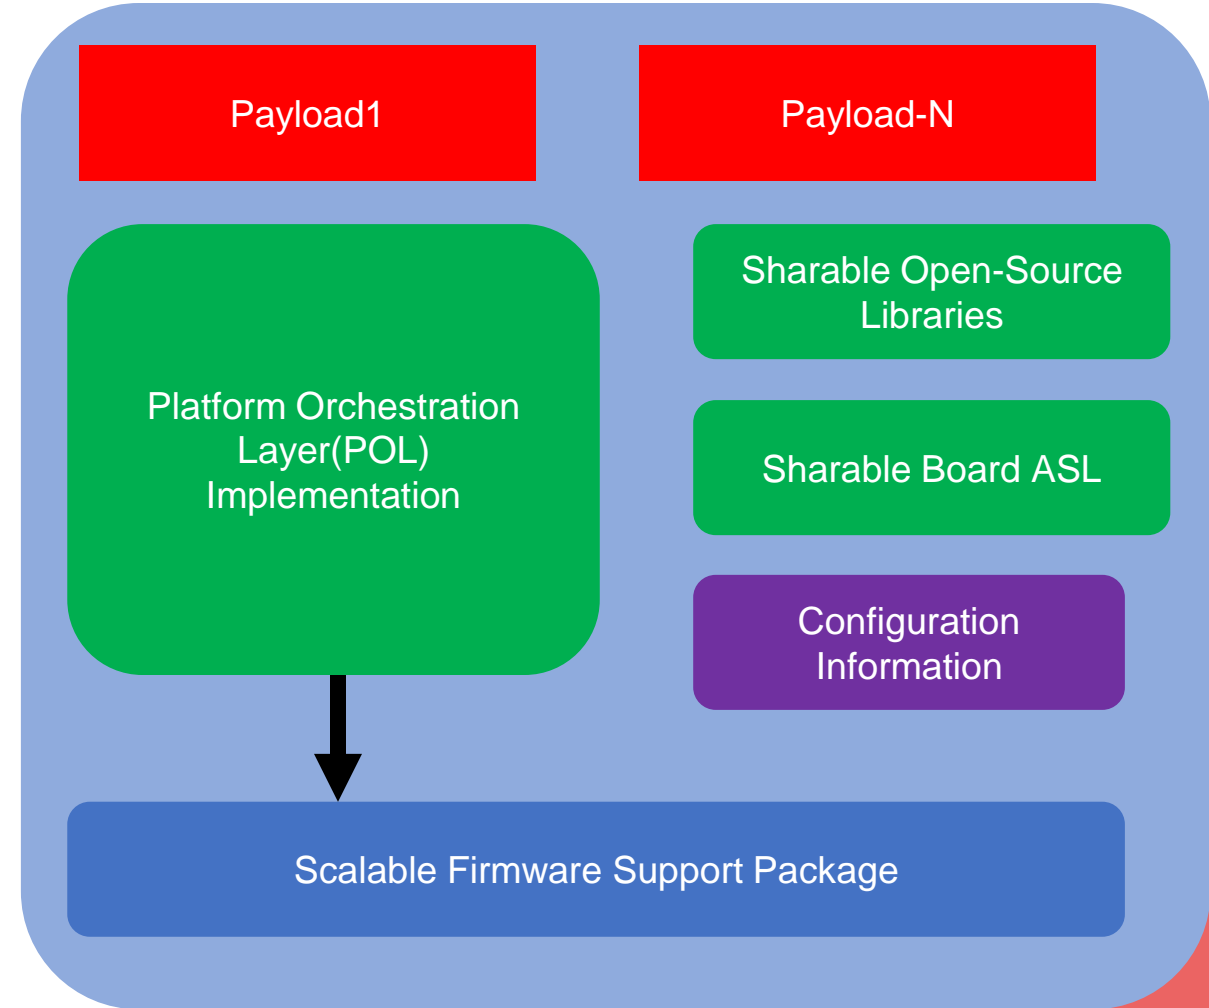 Payload1
Payload-N
Platform Orchestration
Layer(POL)
Implementation
Sharable Open-Source
Libraries
Sharable Board ASL
Configuration
Information
Scalable Firmware Support Package